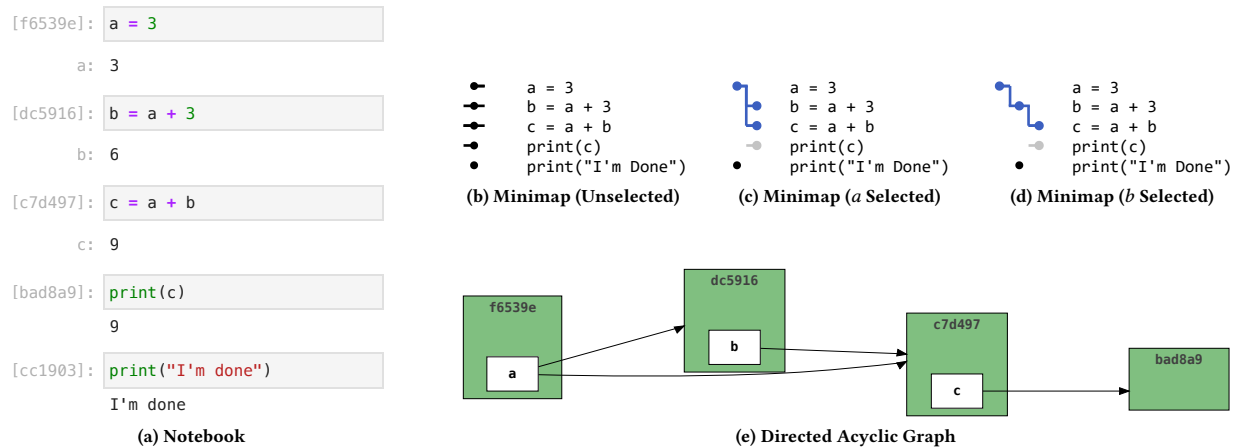 [f6539e]: a = 3
a: 3
[dc5916]: b = a + 3
b: 6
[c7d497]: c = a + b
c: 9
[bad8a9]: print(c)
9
[cc1903]: print("I'm done")
I'm done
(a) Notebook
a = 3
b = a + 3
c = a + b
print(c)
print("I'm Done")
(b) Minimap (Unselected)
a = 3
b = a + 3
c = a + b
print(c)
print("I'm Done")
(c) Minimap (a Selected)
a = 3
b = a + 3
c = a + b
print(c)
print("I'm Done")
(d) Minimap (b Selected)
f6539e
a
dc5916
b
c7d497
c
bad8a9
(e) Directed Acyclic Graph